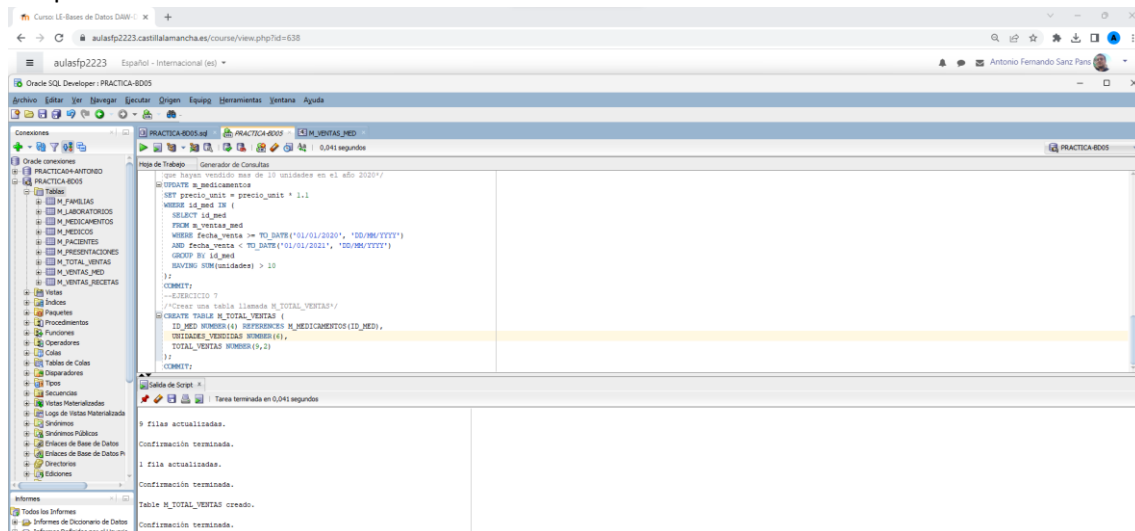 Curso: LE-Bases de Datos DAW-
aulasfp2223.castillalamancha.es/course/view.php?id=638
aulasfp2223 Español - Internacional (es)
Antonio Fernando Sanz Pans
Oracle SQL Developer : PRACTICA-BD05
Archivo Editar Ver Navegar Ejecutar Origen Equipo Herramientas Ventana Ayuda
Conexiones
PRACTICA-BD05.sql PRACTICA-BD05 M_VENTAS_MED
0,041 segundos
PRACTICA-BD05
Oracle conexiones
PRACTICA04-ANTONIO
PRACTICA-BD05
Tablas
M_FAMILIAS
M_LABORATORIOS
M_MEDICAMENTOS
M_MEDICOS
M_PACIENTES
M_PRESENTACIONES
M_TOTAL_VENTAS
M_VENTAS_MED
M_VENTAS_RECETAS
Vistas
Índices
Paquetes
Procedimientos
Funciones
Operadores
Colas
Tablas de Colas
Disparadores
Tipos
Secuencias
Vistas Materializadas
Logs de Vistas Materializada
Sinónimos
Sinónimos Públicos
Enlaces de Base de Datos
Enlaces de Base de Datos P
Directorios
Ediciones
Informes
Todos los Informes
Informes de Diccionario de Datos
Hoja de Trabajo Generador de Consultas
que hayan vendido mas de 10 unidades en el año 2020*/
UPDATE m_medicamentos
SET precio_unit = precio_unit * 1.1
WHERE id_med IN (
SELECT id_med
FROM m_ventas_med
WHERE fecha_venta >= TO_DATE('01/01/2020', 'DD/MM/YYYY')
AND fecha_venta < TO_DATE('01/01/2021', 'DD/MM/YYYY')
GROUP BY id_med
HAVING SUM(unidades) > 10
);
COMMIT;
--EJERCICIO 7
/*Crear una tabla llamada M_TOTAL_VENTAS*/
CREATE TABLE M_TOTAL_VENTAS (
ID_MED NUMBER(4) REFERENCES M_MEDICAMENTOS(ID_MED),
UNIDADES_VENDIDAS NUMBER(6),
TOTAL_VENTAS NUMBER(9,2)
);
COMMIT;
Salida de Script
Tarea terminada en 0,041 segundos
9 filas actualizadas.
Confirmación terminada.
1 fila actualizadas.
Confirmación terminada.
Table M_TOTAL_VENTAS creado.
Confirmación terminada.